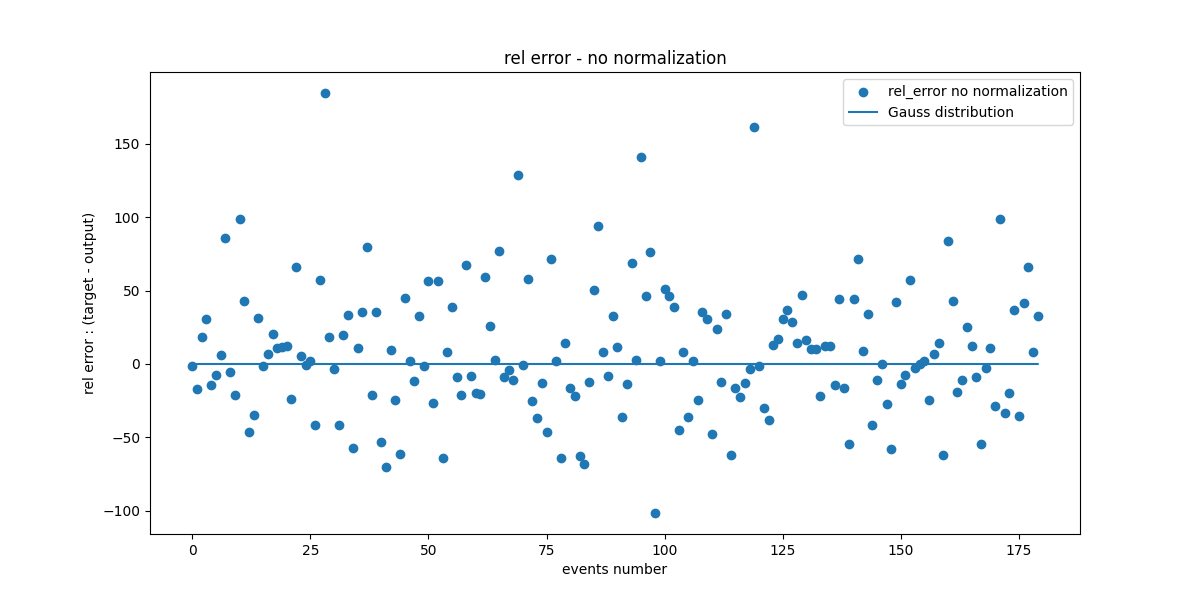 rel error - no normalization
rel_error no normalization
Gauss distribution
rel error : (target - output)
150
100
50
0
−50
−100
0 25 50 75 100 125 150 175
events number